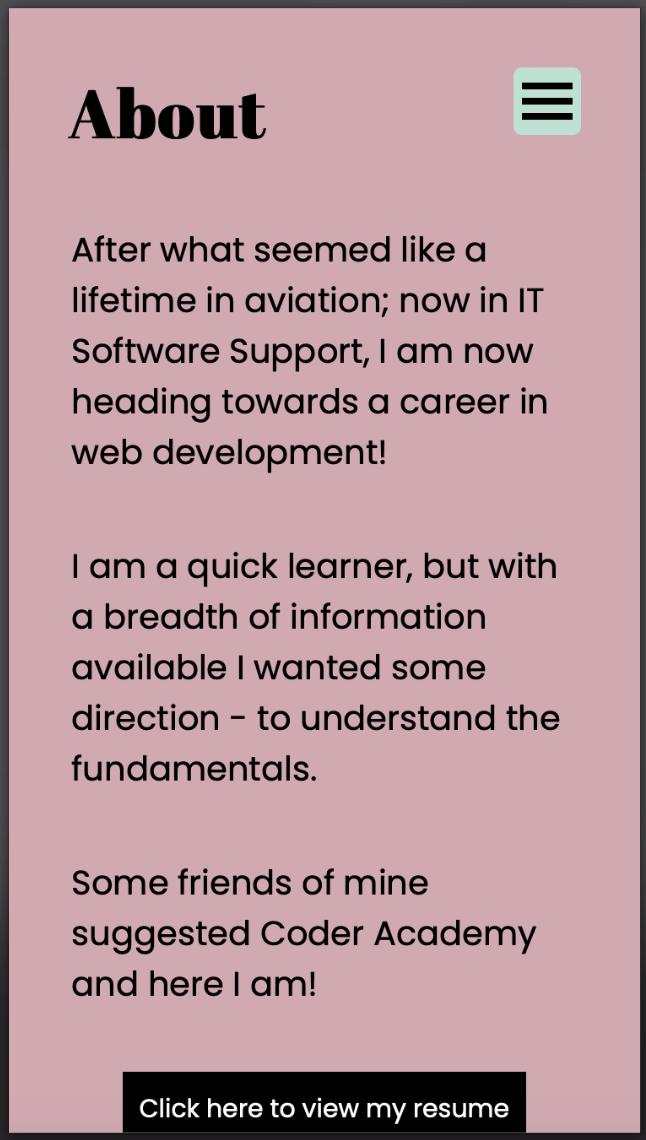 About
After what seemed like a
lifetime in aviation; now in IT
Software Support, I am now
heading towards a career in
web development!
I am a quick learner, but with
a breadth of information
available I wanted some
direction - to understand the
fundamentals.
Some friends of mine
suggested Coder Academy
and here I am!
Click here to view my resume